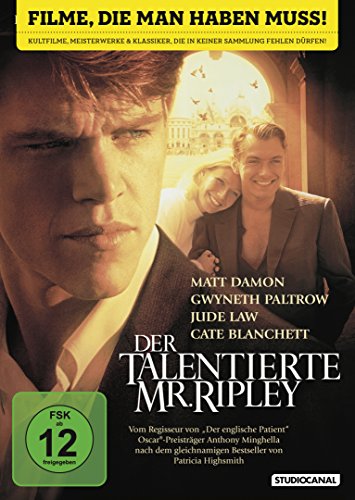 FILME, DIE MAN HABEN MUSS!
KULTFILME, MEISTERWERKE & KLASSIKER, DIE IN KEINER SAMMLUNG FEHLEN DÜRFEN!
MATT DAMON
GWYNETH PALTROW
JUDE LAW
CATE BLANCHETT
DER
TALENTIERTE
MR. RIPLEY
Vom Regisseur von „Der englische Patient"
Oscar®-Preisträger Anthony Minghella
nach dem gleichnamigen Bestseller von
Patricia Highsmith
FSK
ab
12
freigegeben
STUDIOCANAL